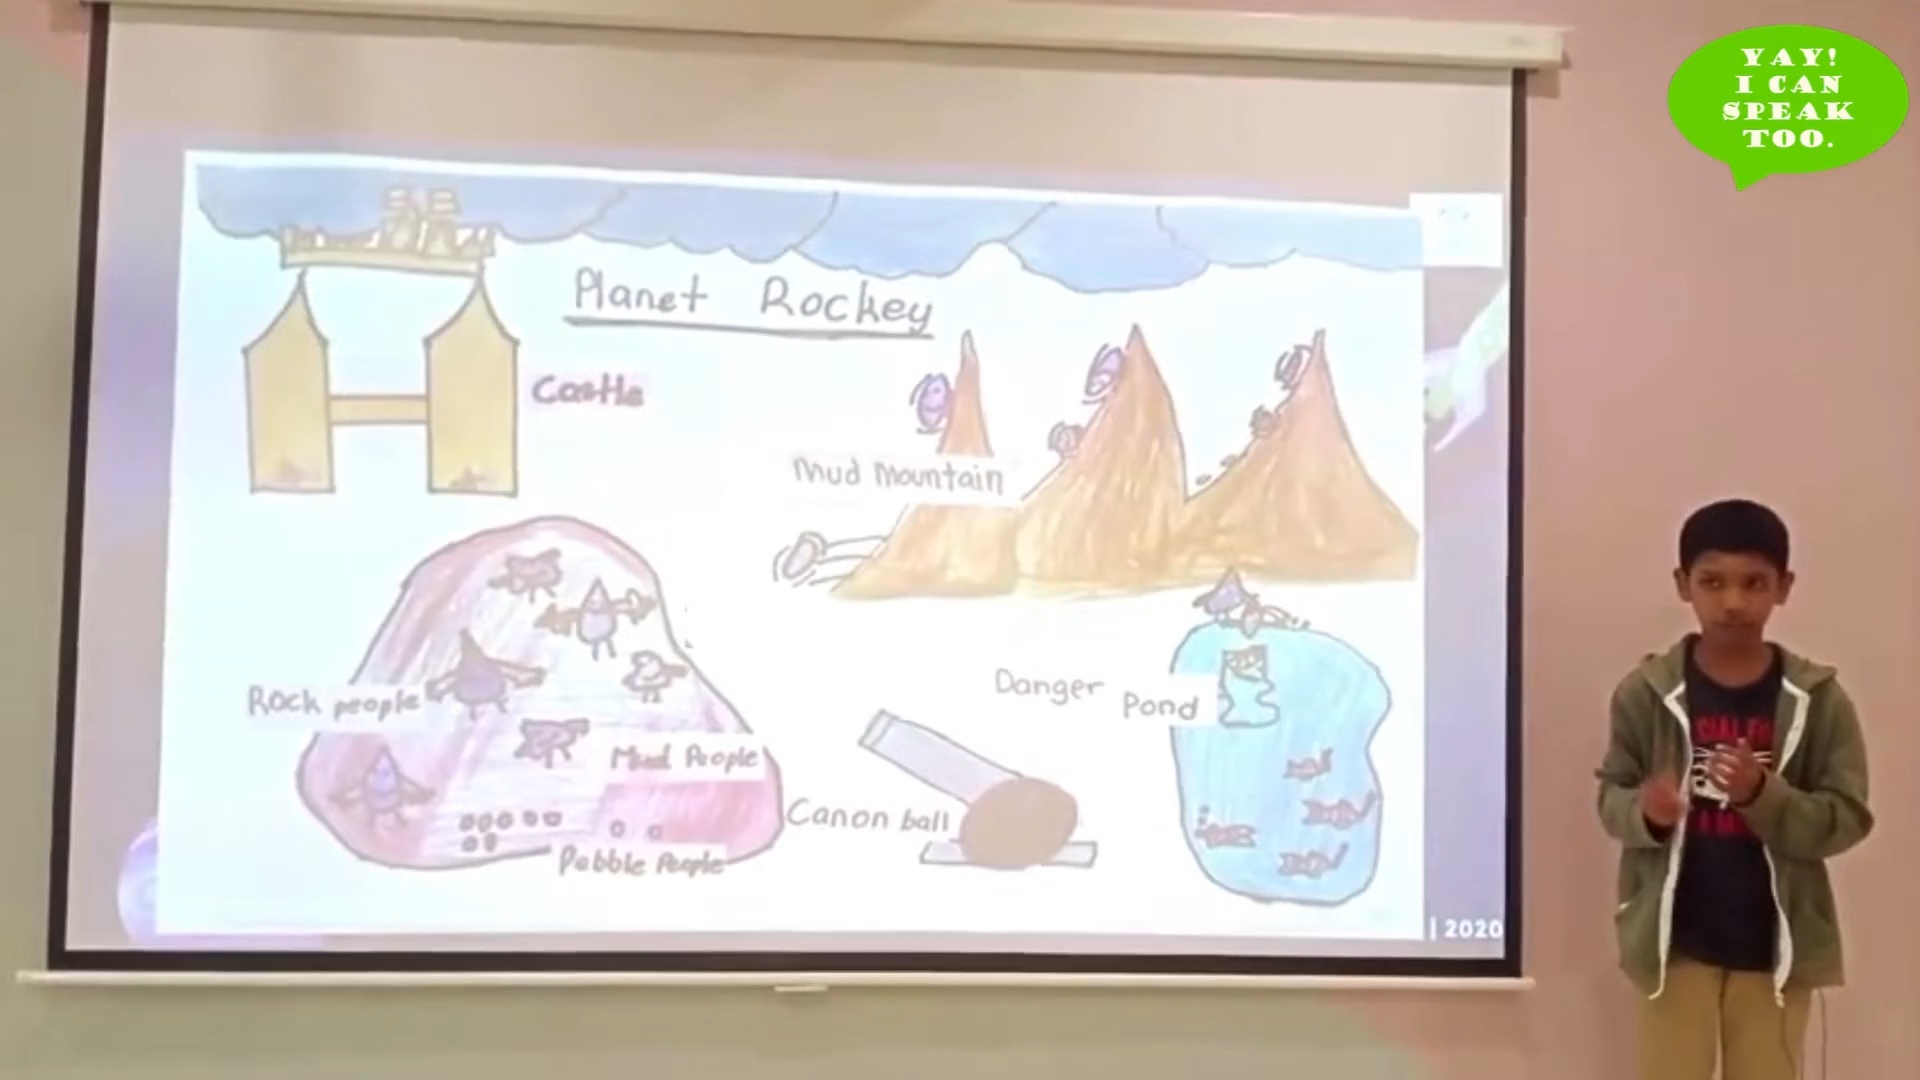 YAY!
I CAN
SPEAK
TOO.
Planet Rockey
Castle
Mud Mountain
Rock people
Danger
Pond
Mud People
Canon ball
Pebble People
| 2020